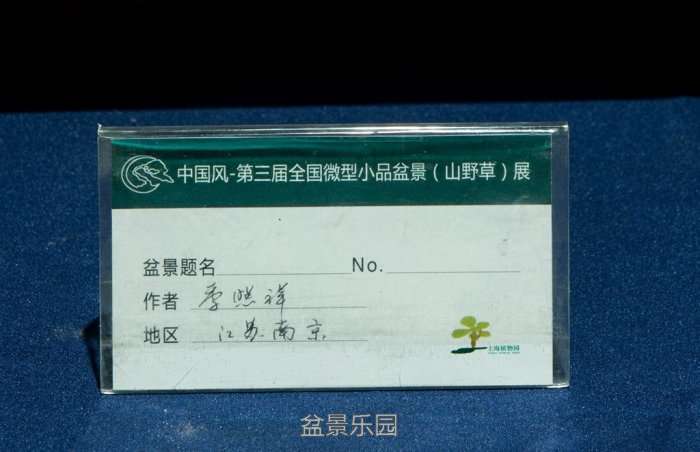 中国风-第三届全国微型小品盆景（山野草）展
盆景题名 No.
作者 季照祥
地区 江苏南京
上海植物园
盆景乐园